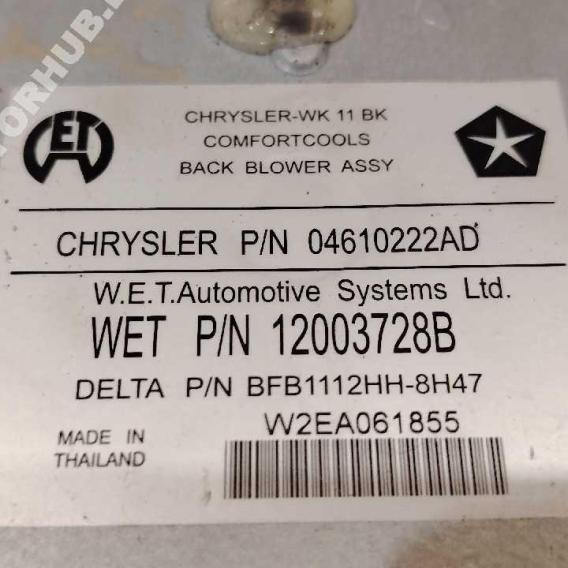 CHRYSLER-WK 11 BK
COMFORTCOOLS
BACK BLOWER ASSY
CHRYSLER P/N 04610222AD
W.E.T.Automotive Systems Ltd.
WET P/N 12003728B
DELTA P/N BFB1112HH-8H47
W2EA061855
MADE IN
THAILAND